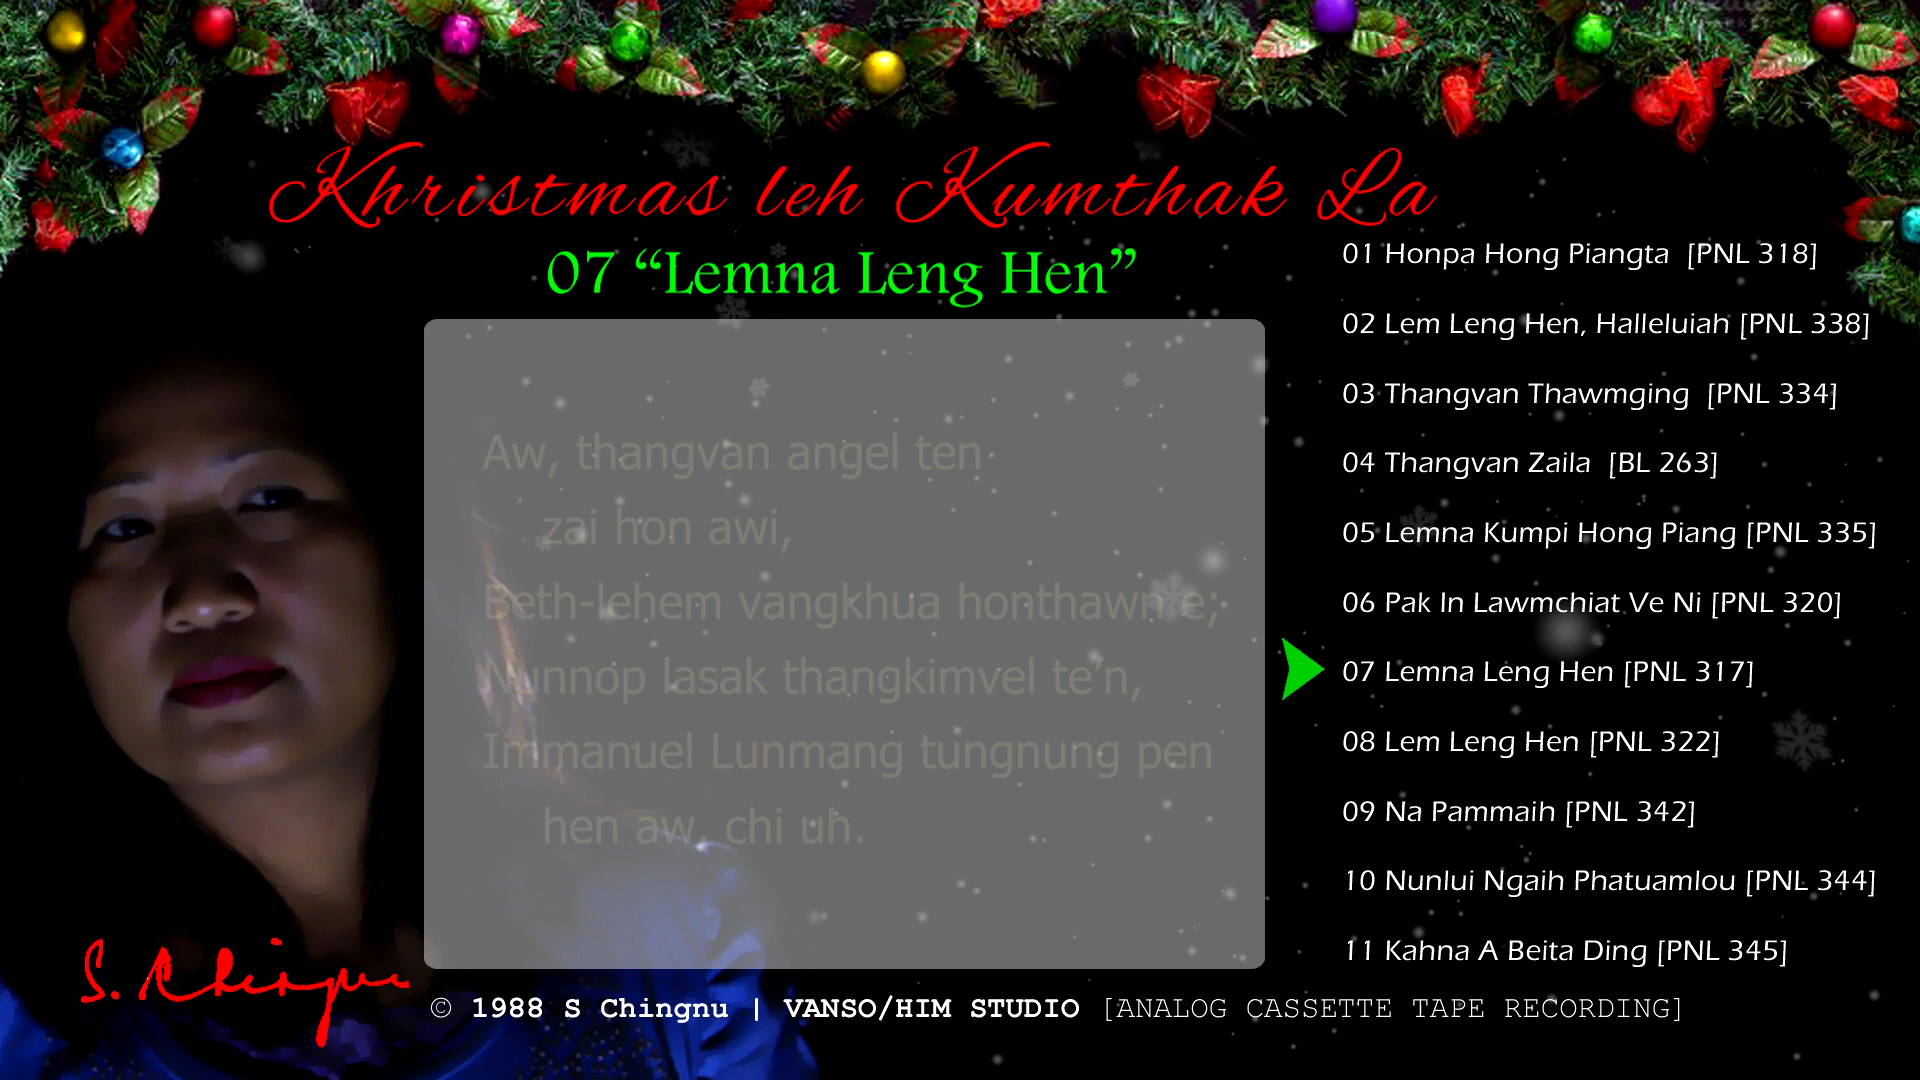 Khristmas leh Kumthak La
07 “Lemna Leng Hen”
Aw, thangvan angel ten
zai hon awi,
Beth-lehem vangkhua honthawn e;
Nunnop lasak thangkimvel te’n,
Immanuel Lunmang tungnung pen
hen aw, chi uh.
01 Honpa Hong Piangta [PNL 318]
02 Lem Leng Hen, Halleluiah [PNL 338]
03 Thangvan Thawmging [PNL 334]
04 Thangvan Zaila [BL 263]
05 Lemna Kumpi Hong Piang [PNL 335]
06 Pak In Lawmchiat Ve Ni [PNL 320]
07 Lemna Leng Hen [PNL 317]
08 Lem Leng Hen [PNL 322]
09 Na Pammaih [PNL 342]
10 Nunlui Ngaih Phatuamlou [PNL 344]
11 Kahna A Beita Ding [PNL 345]
S. Chingnu
© 1988 S Chingnu | VANSO/HIM STUDIO [ANALOG CASSETTE TAPE RECORDING]